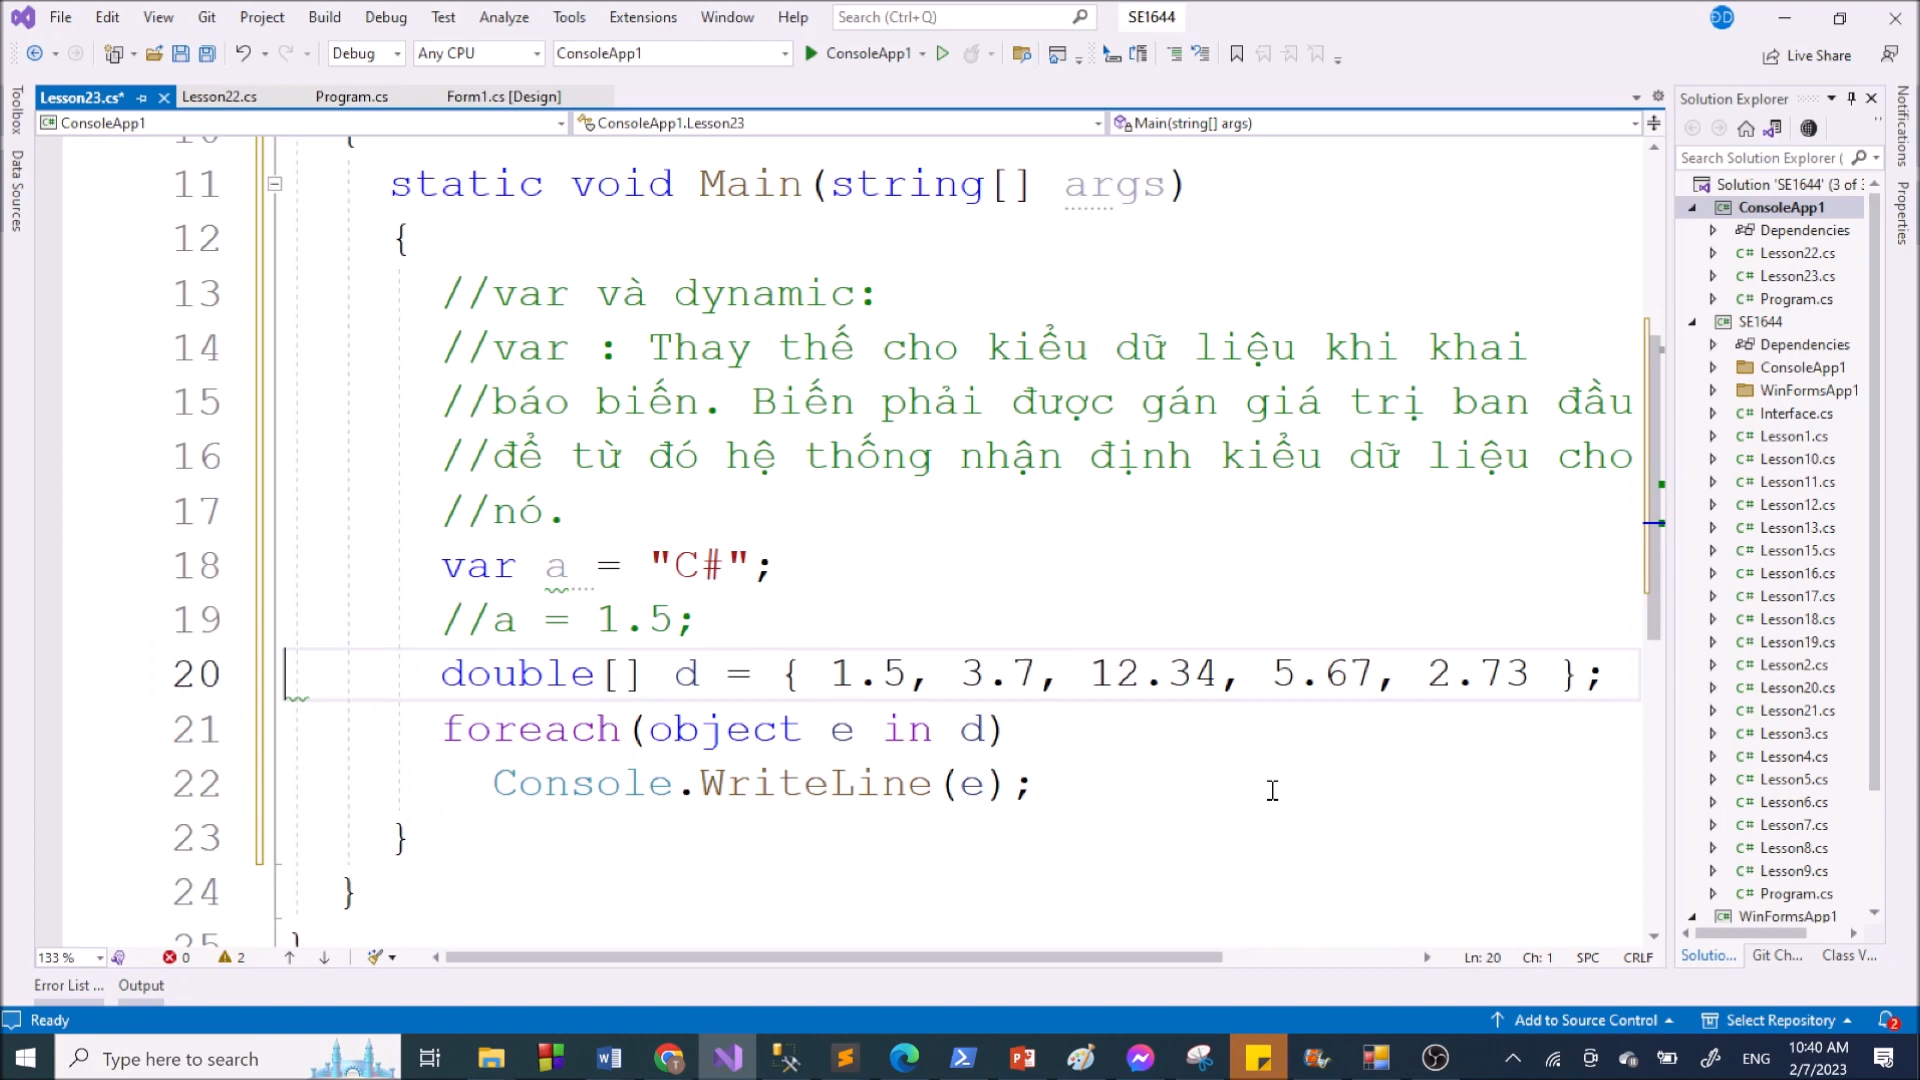 File Edit View Git Project Build Debug Test Analyze Tools Extensions Window Help Search (Ctrl+Q) SE1644 ĐD
Debug Any CPU ConsoleApp1 ConsoleApp1 Live Share
Lesson23.cs* Lesson22.cs Program.cs Form1.cs [Design]
ConsoleApp1 ConsoleApp1.Lesson23 Main(string[] args)
Toolbox
Data Sources
10 {
11 static void Main(string[] args)
12 {
13 //var và dynamic:
14 //var : Thay thế cho kiểu dữ liệu khi khai
15 //báo biến. Biến phải được gán giá trị ban đầu
16 //để từ đó hệ thống nhận định kiểu dữ liệu cho
17 //nó.
18 var a = "C#";
19 //a = 1.5;
20 double[] d = { 1.5, 3.7, 12.34, 5.67, 2.73 };
21 foreach(object e in d)
22 Console.WriteLine(e);
23 }
24 }
25 }
133 % 0 2 Ln: 20 Ch: 1 SPC CRLF
Error List ... Output
Solution Explorer
Search Solution Explorer (
Solution 'SE1644' (3 of 3
ConsoleApp1
Dependencies
C# Lesson22.cs
C# Lesson23.cs
C# Program.cs
SE1644
Dependencies
ConsoleApp1
WinFormsApp1
C# Interface.cs
C# Lesson1.cs
C# Lesson10.cs
C# Lesson11.cs
C# Lesson12.cs
C# Lesson13.cs
C# Lesson15.cs
C# Lesson16.cs
C# Lesson17.cs
C# Lesson18.cs
C# Lesson19.cs
C# Lesson2.cs
C# Lesson20.cs
C# Lesson21.cs
C# Lesson3.cs
C# Lesson4.cs
C# Lesson5.cs
C# Lesson6.cs
C# Lesson7.cs
C# Lesson8.cs
C# Lesson9.cs
C# Program.cs
WinFormsApp1
Solutio... Git Ch... Class V...
Notifications
Properties
Ready Add to Source Control Select Repository 2
Type here to search ENG 10:40 AM
2/7/2023